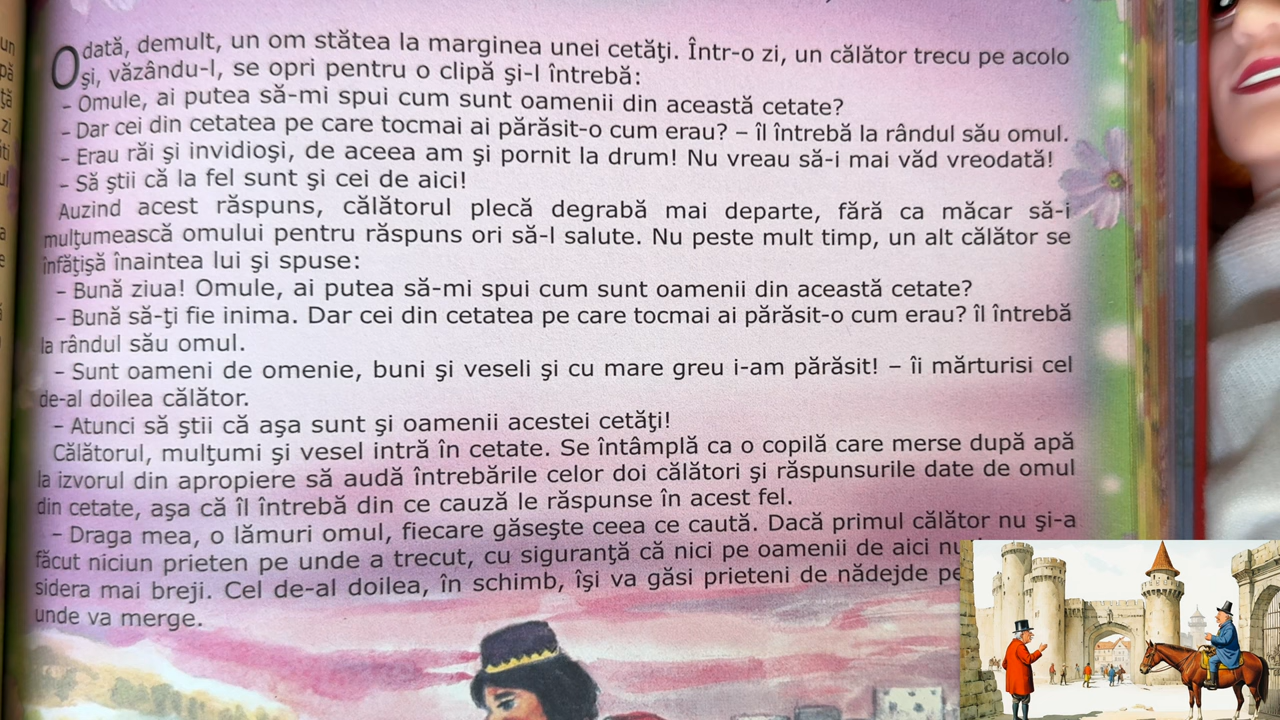 Odată, demult, un om stătea la marginea unei cetăţi. Într-o zi, un călător trecu pe acolo
şi, văzându-l, se opri pentru o clipă şi-l întrebă:
– Omule, ai putea să-mi spui cum sunt oamenii din această cetate?
– Dar cei din cetatea pe care tocmai ai părăsit-o cum erau? – îl întrebă la rândul său omul.
– Erau răi şi invidioşi, de aceea am şi pornit la drum! Nu vreau să-i mai văd vreodată!
– Să ştii că la fel sunt şi cei de aici!
Auzind acest răspuns, călătorul plecă degrabă mai departe, fără ca măcar să-i
mulţumească omului pentru răspuns ori să-l salute. Nu peste mult timp, un alt călător se
înfăţişă înaintea lui şi spuse:
– Bună ziua! Omule, ai putea să-mi spui cum sunt oamenii din această cetate?
– Bună să-ţi fie inima. Dar cei din cetatea pe care tocmai ai părăsit-o cum erau? îl întrebă
la rândul său omul.
– Sunt oameni de omenie, buni şi veseli şi cu mare greu i-am părăsit! – îi mărturisi cel
de-al doilea călător.
– Atunci să ştii că aşa sunt şi oamenii acestei cetăţi!
Călătorul, mulţumi şi vesel intră în cetate. Se întâmplă ca o copilă care merse după apă
la izvorul din apropiere să audă întrebările celor doi călători şi răspunsurile date de omul
din cetate, aşa că îl întrebă din ce cauză le răspunse în acest fel.
– Draga mea, o lămuri omul, fiecare găseşte ceea ce caută. Dacă primul călător nu şi-a
făcut niciun prieten pe unde a trecut, cu siguranţă că nici pe oamenii de aici
sidera mai breji. Cel de-al doilea, în schimb, îşi va găsi prieteni de nădejde
unde va merge.